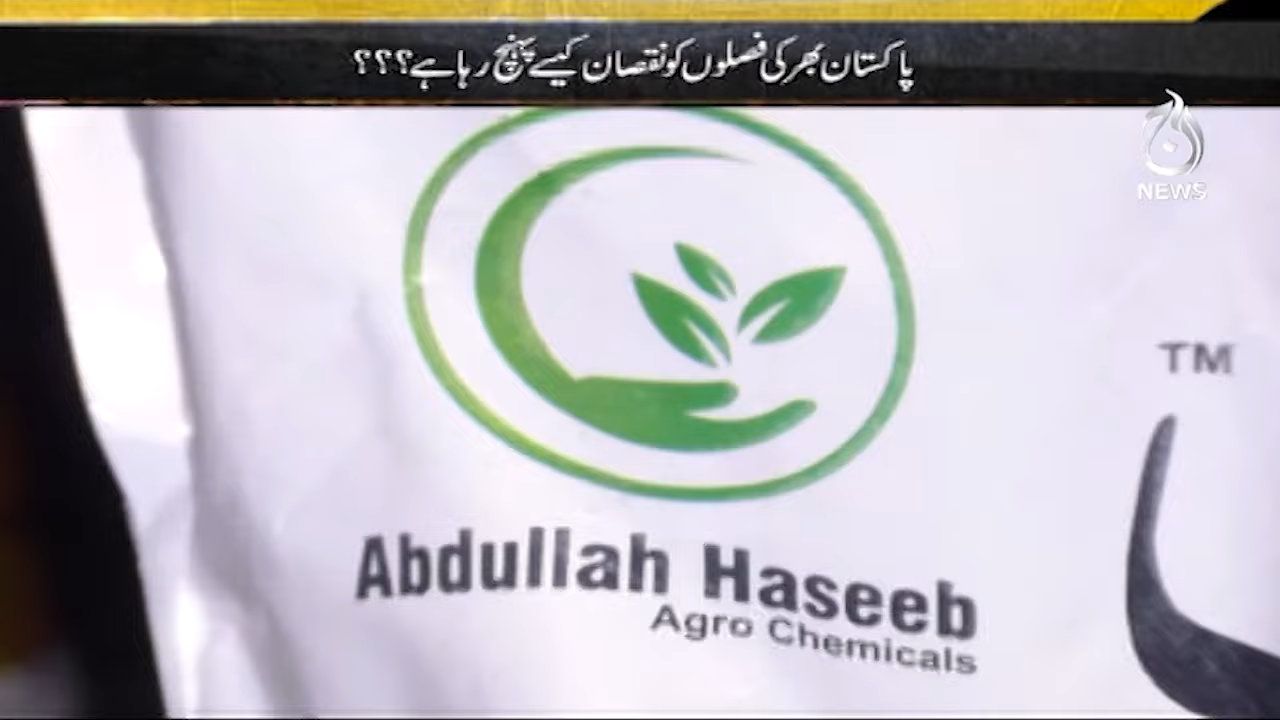 پاکستان بھر کی فصلوں کو نقصان کیسے پہنچ رہا ہے؟؟؟
NEWS
TM
Abdullah Haseeb
Agro Chemicals